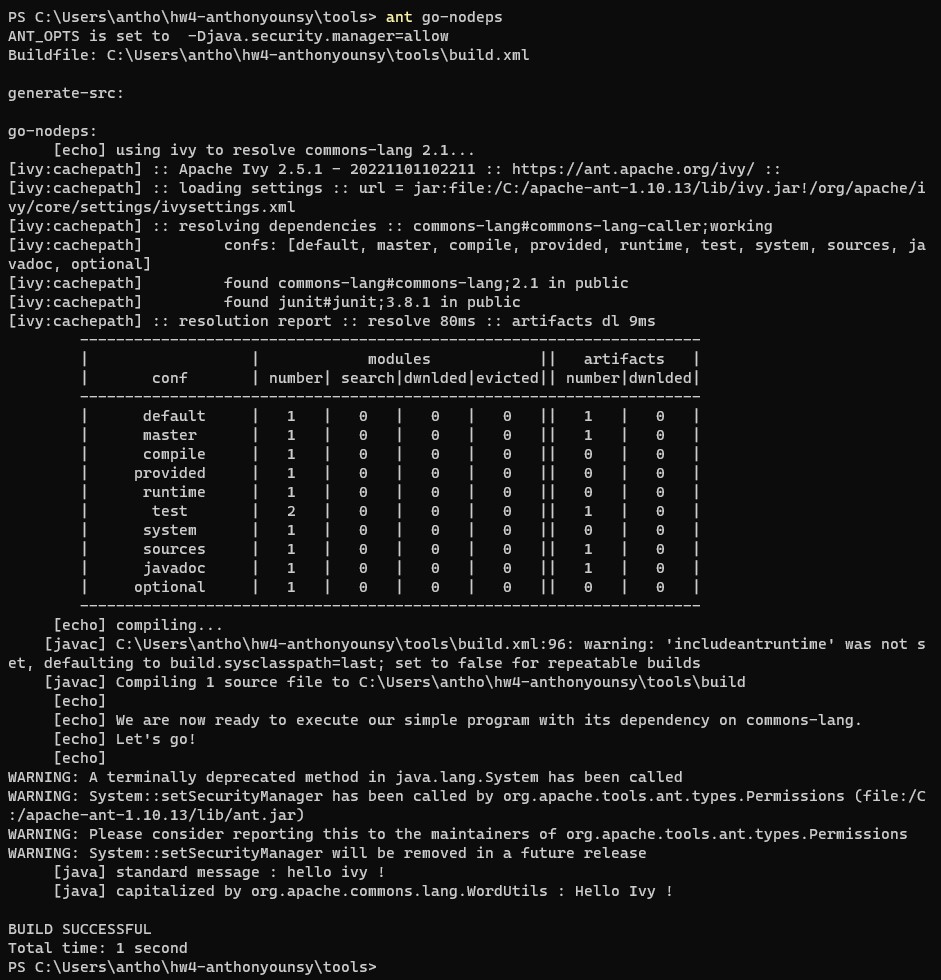 PS C:\Users\antho\hw4-anthonyounsy\tools> ant go-nodeps
ANT_OPTS is set to  -Djava.security.manager=allow
Buildfile: C:\Users\antho\hw4-anthonyounsy\tools\build.xml

generate-src:

go-nodeps:
     [echo] using ivy to resolve commons-lang 2.1...
[ivy:cachepath] :: Apache Ivy 2.5.1 - 20221101102211 :: https://ant.apache.org/ivy/ ::
[ivy:cachepath] :: loading settings :: url = jar:file:/C:/apache-ant-1.10.13/lib/ivy.jar!/org/apache/i
vy/core/settings/ivysettings.xml
[ivy:cachepath] :: resolving dependencies :: commons-lang#commons-lang-caller;working
[ivy:cachepath]         confs: [default, master, compile, provided, runtime, test, system, sources, ja
vadoc, optional]
[ivy:cachepath]         found commons-lang#commons-lang;2.1 in public
[ivy:cachepath]         found junit#junit;3.8.1 in public
[ivy:cachepath] :: resolution report :: resolve 80ms :: artifacts dl 9ms
        ---------------------------------------------------------------------
        |                  |            modules            ||   artifacts   |
        |       conf       | number| search|dwnlded|evicted|| number|dwnlded|
        ---------------------------------------------------------------------
        |      default     |   1   |   0   |   0   |   0   ||   1   |   0   |
        |      master      |   1   |   0   |   0   |   0   ||   1   |   0   |
        |      compile     |   1   |   0   |   0   |   0   ||   0   |   0   |
        |     provided     |   1   |   0   |   0   |   0   ||   0   |   0   |
        |      runtime     |   1   |   0   |   0   |   0   ||   0   |   0   |
        |       test       |   2   |   0   |   0   |   0   ||   1   |   0   |
        |      system      |   1   |   0   |   0   |   0   ||   0   |   0   |
        |      sources     |   1   |   0   |   0   |   0   ||   1   |   0   |
        |      javadoc     |   1   |   0   |   0   |   0   ||   1   |   0   |
        |     optional     |   1   |   0   |   0   |   0   ||   0   |   0   |
        ---------------------------------------------------------------------
     [echo] compiling...
    [javac] C:\Users\antho\hw4-anthonyounsy\tools\build.xml:96: warning: 'includeantruntime' was not s
et, defaulting to build.sysclasspath=last; set to false for repeatable builds
    [javac] Compiling 1 source file to C:\Users\antho\hw4-anthonyounsy\tools\build
     [echo]
     [echo] We are now ready to execute our simple program with its dependency on commons-lang.
     [echo] Let's go!
     [echo]
WARNING: A terminally deprecated method in java.lang.System has been called
WARNING: System::setSecurityManager has been called by org.apache.tools.ant.types.Permissions (file:/C
:/apache-ant-1.10.13/lib/ant.jar)
WARNING: Please consider reporting this to the maintainers of org.apache.tools.ant.types.Permissions
WARNING: System::setSecurityManager will be removed in a future release
     [java] standard message : hello ivy !
     [java] capitalized by org.apache.commons.lang.WordUtils : Hello Ivy !

BUILD SUCCESSFUL
Total time: 1 second
PS C:\Users\antho\hw4-anthonyounsy\tools>